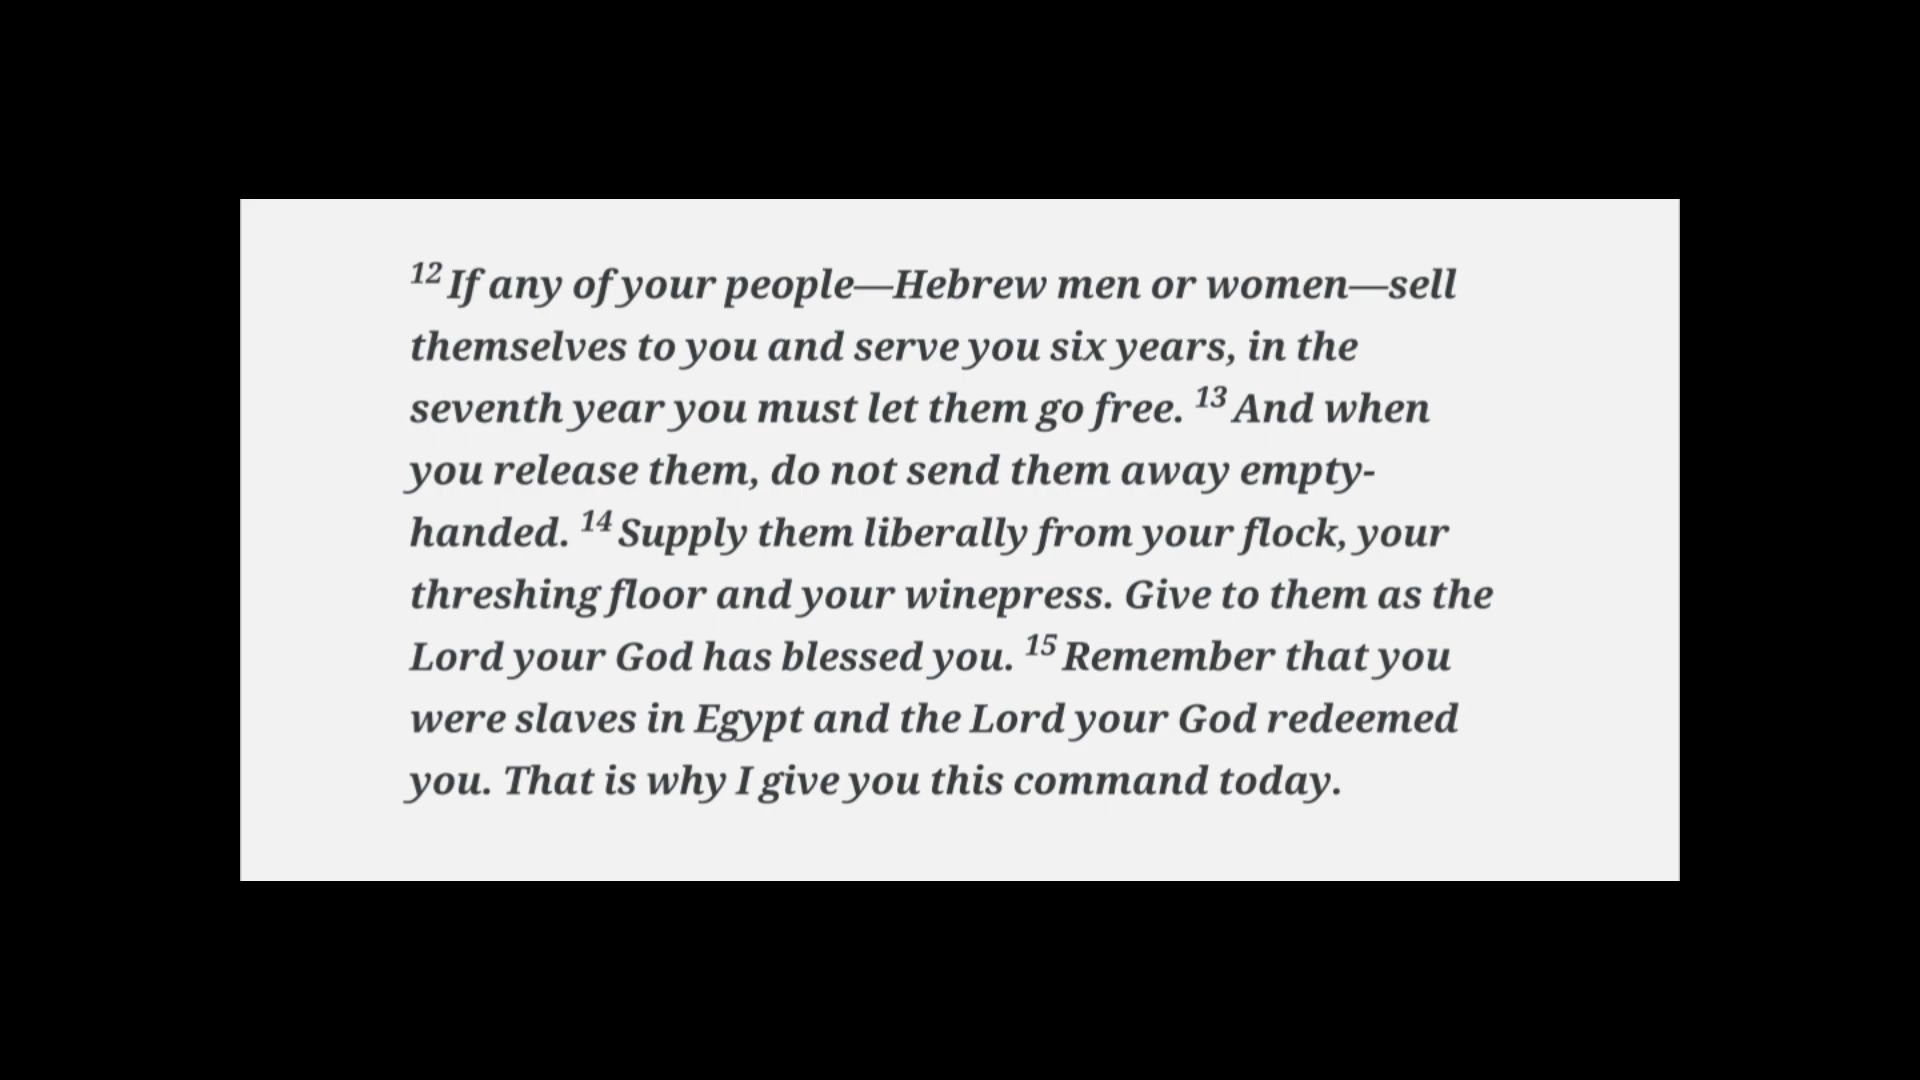 12 If any of your people—Hebrew men or women—sell
themselves to you and serve you six years, in the
seventh year you must let them go free. 13 And when
you release them, do not send them away empty-
handed. 14 Supply them liberally from your flock, your
threshing floor and your winepress. Give to them as the
Lord your God has blessed you. 15 Remember that you
were slaves in Egypt and the Lord your God redeemed
you. That is why I give you this command today.